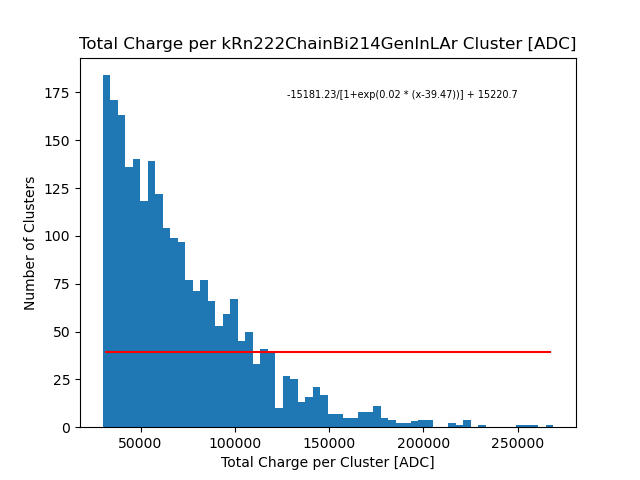 Total Charge per kRn222ChainBi214GenInLAr Cluster [ADC]
-15181.23/[1+exp(0.02 * (x-39.47))] + 15220.7
Number of Clusters
175
150
125
100
75
50
25
0
50000 100000 150000 200000 250000
Total Charge per Cluster [ADC]